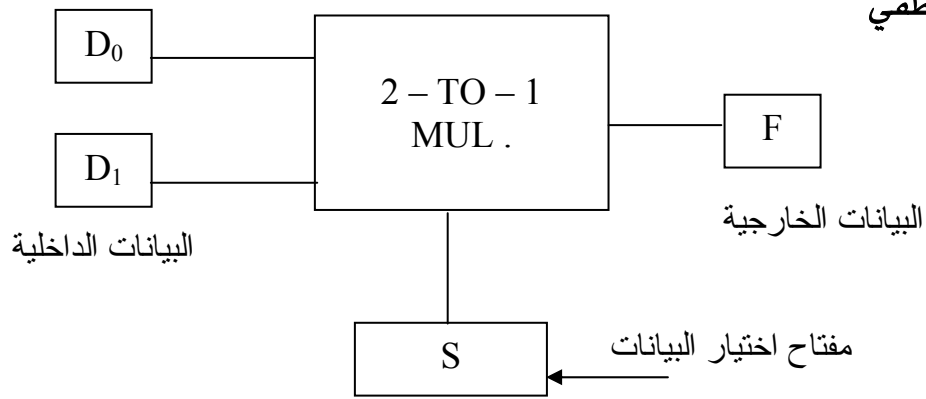 D₀
2 – TO – 1
MUL .
F
D₁
البيانات الخارجية
البيانات الداخلية
S
مفتاح اختيار البيانات